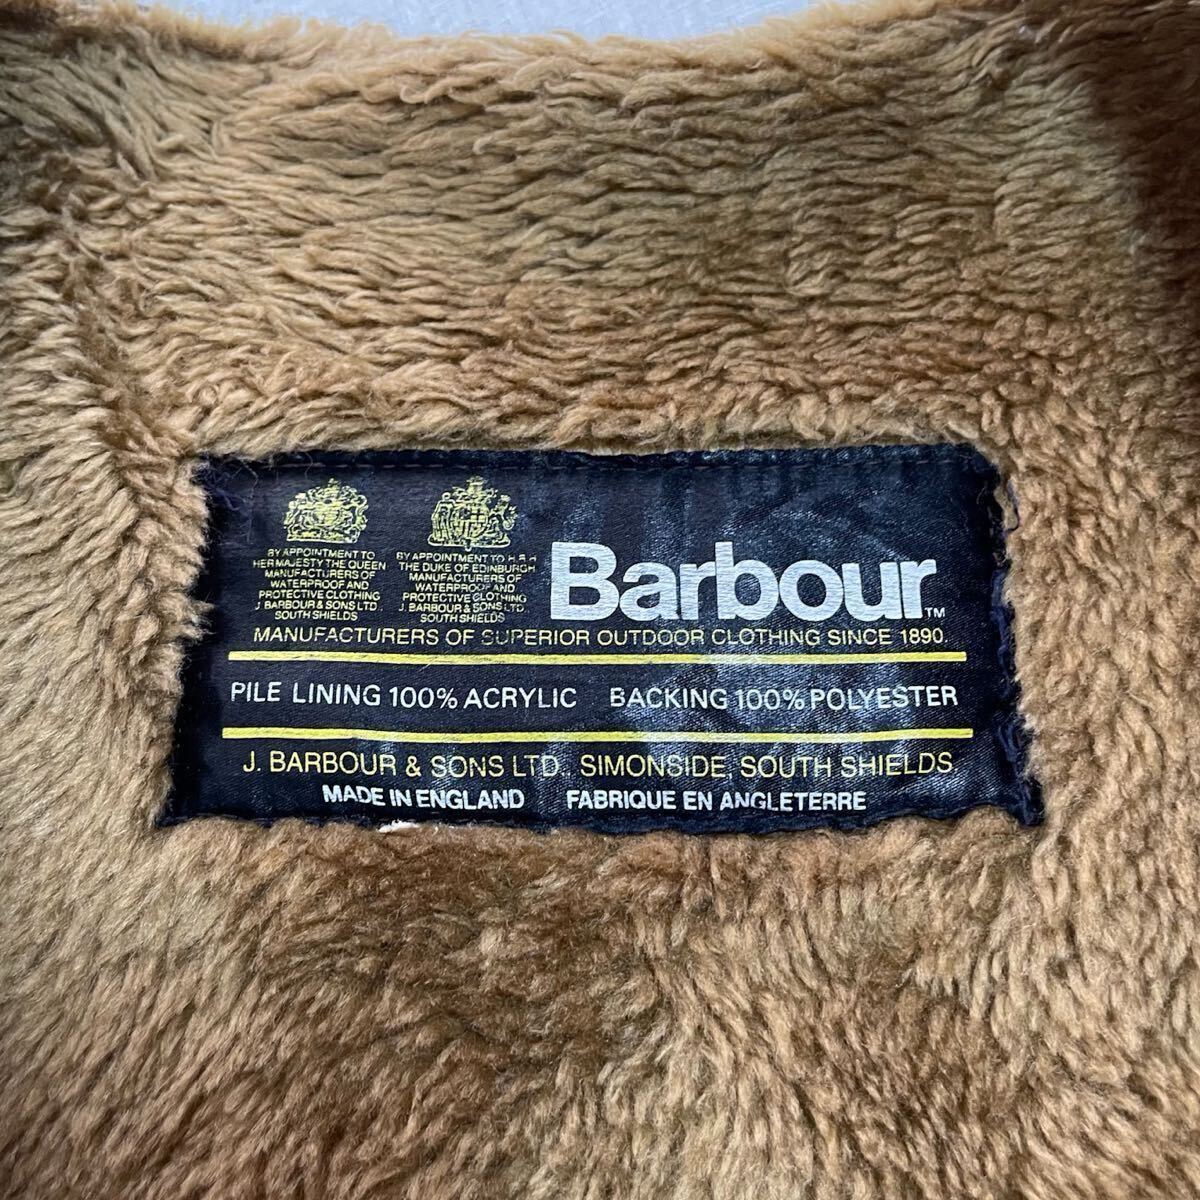 BY APPOINTMENT TO
HER MAJESTY THE QUEEN
MANUFACTURERS OF
WATERPROOF AND
PROTECTIVE CLOTHING
J. BARBOUR & SONS LTD.
SOUTH SHIELDS
BY APPOINTMENT TO H.R.H
THE DUKE OF EDINBURGH
MANUFACTURERS OF
WATERPROOF AND
PROTECTIVE CLOTHING
J. BARBOUR & SONS LTD.
SOUTH SHIELDS
Barbour™
MANUFACTURERS OF SUPERIOR OUTDOOR CLOTHING SINCE 1890.
PILE LINING 100% ACRYLIC BACKING 100% POLYESTER
J. BARBOUR & SONS LTD., SIMONSIDE, SOUTH SHIELDS
MADE IN ENGLAND FABRIQUE EN ANGLETERRE